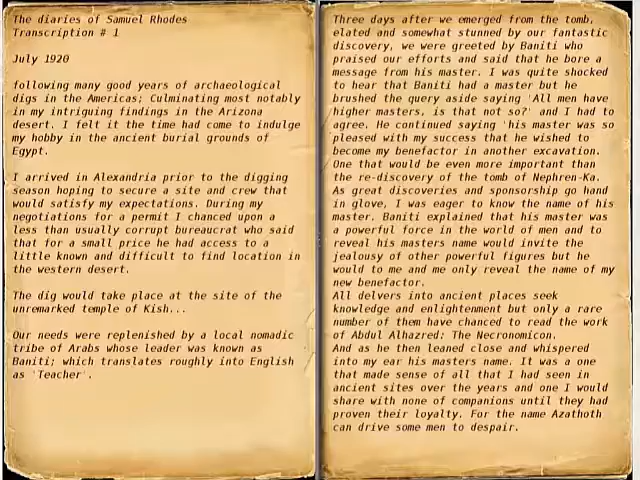 The diaries of Samuel Rhodes
Transcription # 1
July 1920
following many good years of archaeological
digs in the Americas; Culminating most notably
in my intriguing findings in the Arizona
desert. I felt it the time had come to indulge
my hobby in the ancient burial grounds of
Egypt.
I arrived in Alexandria prior to the digging
season hoping to secure a site and crew that
would satisfy my expectations. During my
negotiations for a permit I chanced upon a
less than usually corrupt bureaucrat who said
that for a small price he had access to a
little known and difficult to find location in
the western desert.
The dig would take place at the site of the
unremarked temple of Kish...
Our needs were replenished by a local nomadic
tribe of Arabs whose leader was known as
Baniti; which translates roughly into English
as 'Teacher'.
Three days after we emerged from the tomb,
elated and somewhat stunned by our fantastic
discovery, we were greeted by Baniti who
praised our efforts and said that he bore a
message from his master. I was quite shocked
to hear that Baniti had a master but he
brushed the query aside saying 'All men have
higher masters, is that not so?' and I had to
agree. He continued saying 'his master was so
pleased with my success that he wished to
become my benefactor in another excavation.
One that would be even more important than
the re-discovery of the tomb of Nephren-Ka.
As great discoveries and sponsorship go hand
in glove, I was eager to know the name of his
master. Baniti explained that his master was
a powerful force in the world of men and to
reveal his masters name would invite the
jealousy of other powerful figures but he
would to me and me only reveal the name of my
new benefactor.
All delvers into ancient places seek
knowledge and enlightenment but only a rare
number of them have chanced to read the work
of Abdul Alhazred: The Necronomicon.
And as he then leaned close and whispered
into my ear his masters name. It was a one
that made sense of all that I had seen in
ancient sites over the years and one I would
share with none of companions until they had
proven their loyalty. For the name Azathoth
can drive some men to despair.